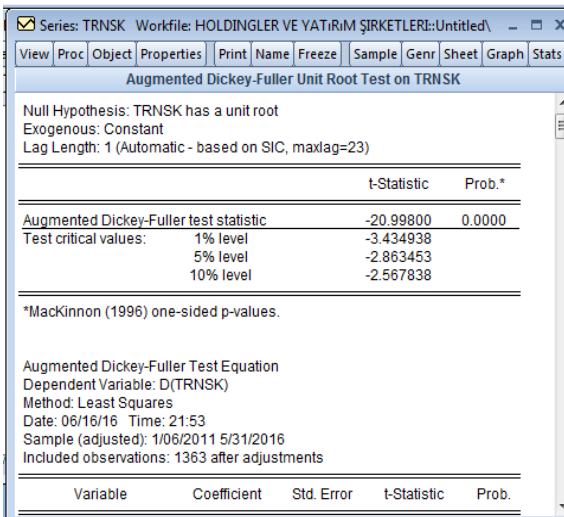 Series: TRNSK Workfile: HOLDINGLER VE YATıRıM ŞIRKETLERI::Untitled\
View Proc Object Properties Print Name Freeze Sample Genr Sheet Graph Stats
Augmented Dickey-Fuller Unit Root Test on TRNSK
Null Hypothesis: TRNSK has a unit root
Exogenous: Constant
Lag Length: 1 (Automatic - based on SIC, maxlag=23)
t-Statistic Prob.*
Augmented Dickey-Fuller test statistic -20.99800 0.0000
Test critical values: 1% level -3.434938
5% level -2.863453
10% level -2.567838
*MacKinnon (1996) one-sided p-values.
Augmented Dickey-Fuller Test Equation
Dependent Variable: D(TRNSK)
Method: Least Squares
Date: 06/16/16 Time: 21:53
Sample (adjusted): 1/06/2011 5/31/2016
Included observations: 1363 after adjustments
Variable Coefficient Std. Error t-Statistic Prob.